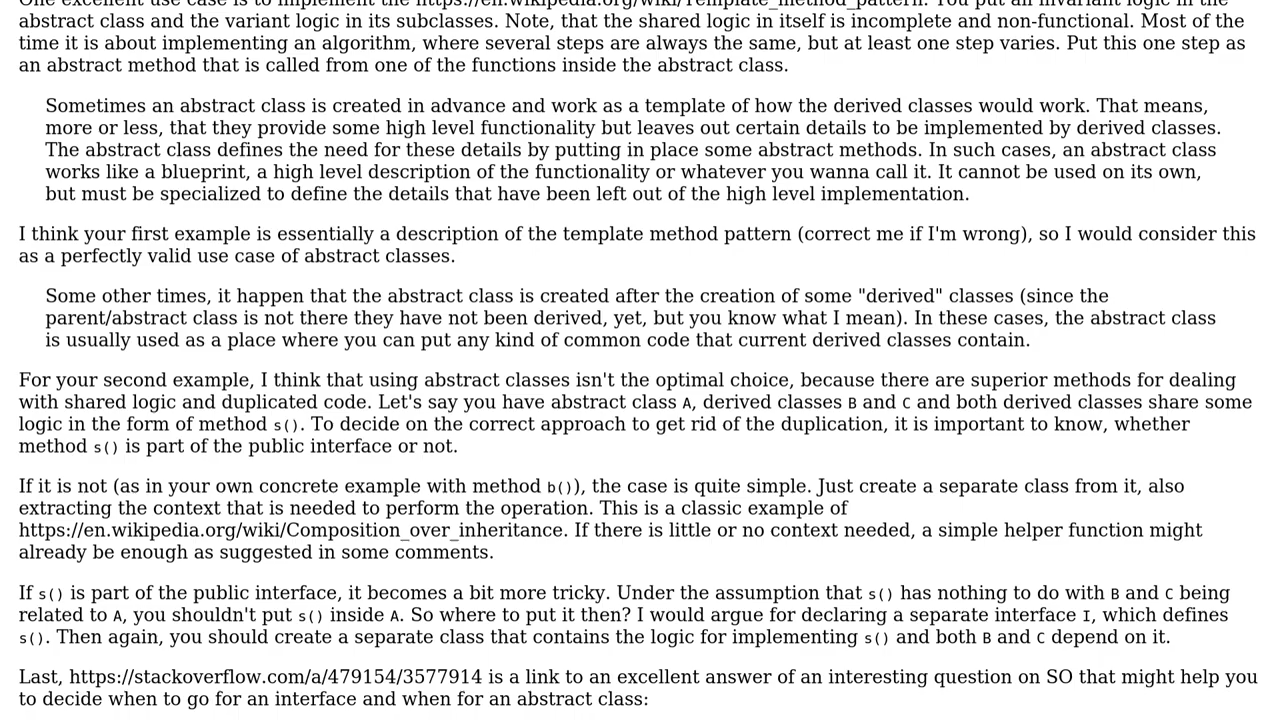 One excellent use case is to implement the https://en.wikipedia.org/wiki/Template_method_pattern. You put an invariant logic in the
abstract class and the variant logic in its subclasses. Note, that the shared logic in itself is incomplete and non-functional. Most of the
time it is about implementing an algorithm, where several steps are always the same, but at least one step varies. Put this one step as
an abstract method that is called from one of the functions inside the abstract class.
Sometimes an abstract class is created in advance and work as a template of how the derived classes would work. That means,
more or less, that they provide some high level functionality but leaves out certain details to be implemented by derived classes.
The abstract class defines the need for these details by putting in place some abstract methods. In such cases, an abstract class
works like a blueprint, a high level description of the functionality or whatever you wanna call it. It cannot be used on its own,
but must be specialized to define the details that have been left out of the high level implementation.
I think your first example is essentially a description of the template method pattern (correct me if I'm wrong), so I would consider this
as a perfectly valid use case of abstract classes.
Some other times, it happen that the abstract class is created after the creation of some "derived" classes (since the
parent/abstract class is not there they have not been derived, yet, but you know what I mean). In these cases, the abstract class
is usually used as a place where you can put any kind of common code that current derived classes contain.
For your second example, I think that using abstract classes isn't the optimal choice, because there are superior methods for dealing
with shared logic and duplicated code. Let's say you have abstract class A, derived classes B and C and both derived classes share some
logic in the form of method s(). To decide on the correct approach to get rid of the duplication, it is important to know, whether
method s() is part of the public interface or not.
If it is not (as in your own concrete example with method b()), the case is quite simple. Just create a separate class from it, also
extracting the context that is needed to perform the operation. This is a classic example of
https://en.wikipedia.org/wiki/Composition_over_inheritance. If there is little or no context needed, a simple helper function might
already be enough as suggested in some comments.
If s() is part of the public interface, it becomes a bit more tricky. Under the assumption that s() has nothing to do with B and C being
related to A, you shouldn't put s() inside A. So where to put it then? I would argue for declaring a separate interface I, which defines
s(). Then again, you should create a separate class that contains the logic for implementing s() and both B and C depend on it.
Last, https://stackoverflow.com/a/479154/3577914 is a link to an excellent answer of an interesting question on SO that might help you
to decide when to go for an interface and when for an abstract class: